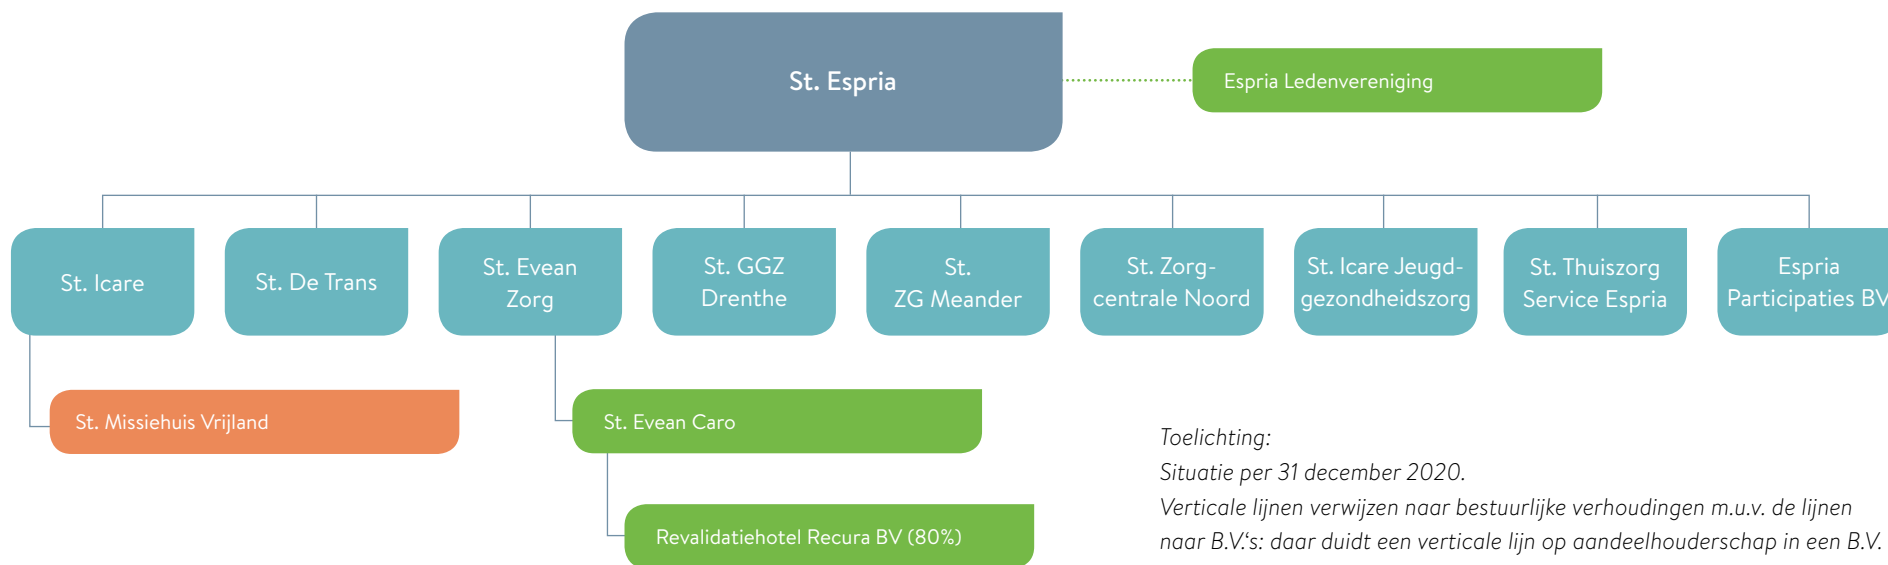 St. Espria
Espria Ledenvereniging
St. Icare
St. De Trans
St. Evean
Zorg
St. GGZ
Drenthe
St.
ZG Meander
St. Zorg-
centrale Noord
St. Icare Jeugd-
gezondheidszorg
St. Thuiszorg
Service Espria
Espria
Participaties BV
St. Missiehuis Vrijland
St. Evean Caro
Revalidatiehotel Recura BV (80%)
Toelichting:
Situatie per 31 december 2020.
Verticale lijnen verwijzen naar bestuurlijke verhoudingen m.u.v. de lijnen
naar B.V.‘s: daar duidt een verticale lijn op aandeelhouderschap in een B.V.